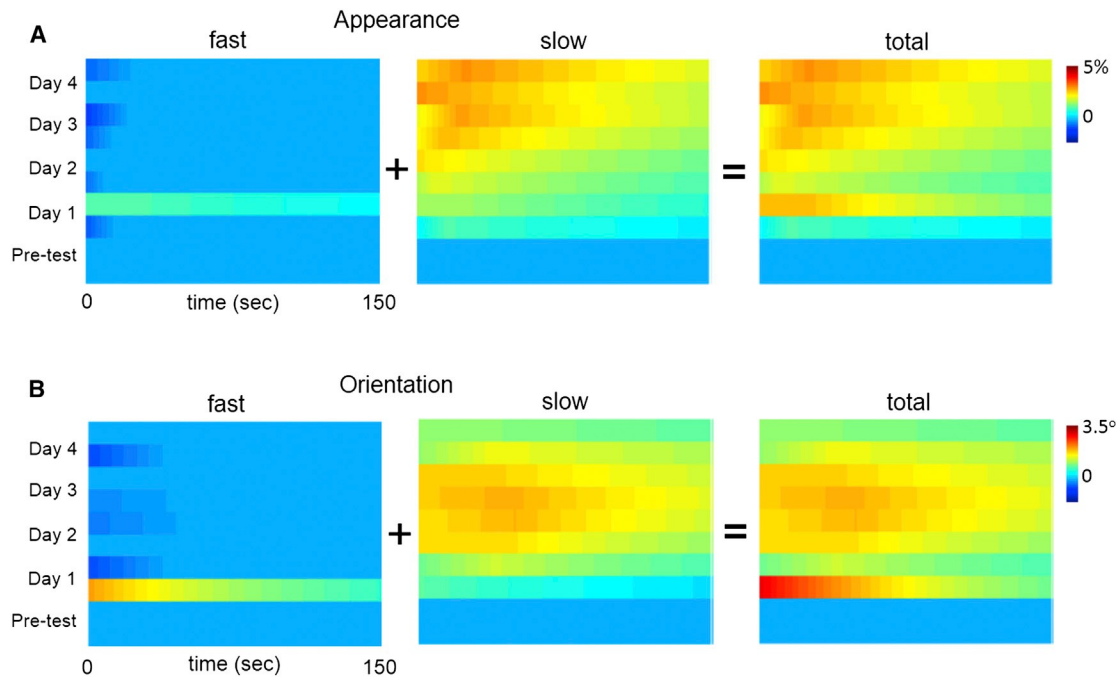 A
Appearance
fast
slow
total
Day 4
Day 3
Day 2
Day 1
Pre-test
+
=
5%
0
0
time (sec)
150
B
Orientation
fast
slow
total
Day 4
Day 3
Day 2
Day 1
Pre-test
+
=
3.5°
0
0
time (sec)
150